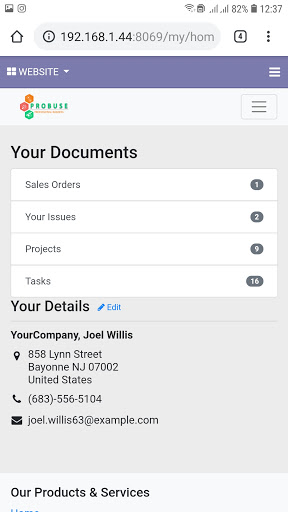 82% 12:37
192.168.1.44:8069/my/hom
4
WEBSITE
PROBUSE
Your Documents
Sales Orders 1
Your Issues 2
Projects 9
Tasks 16
Your Details Edit
YourCompany, Joel Willis
858 Lynn Street
Bayonne NJ 07002
United States
(683)-556-5104
joel.willis63@example.com
Our Products & Services
Home